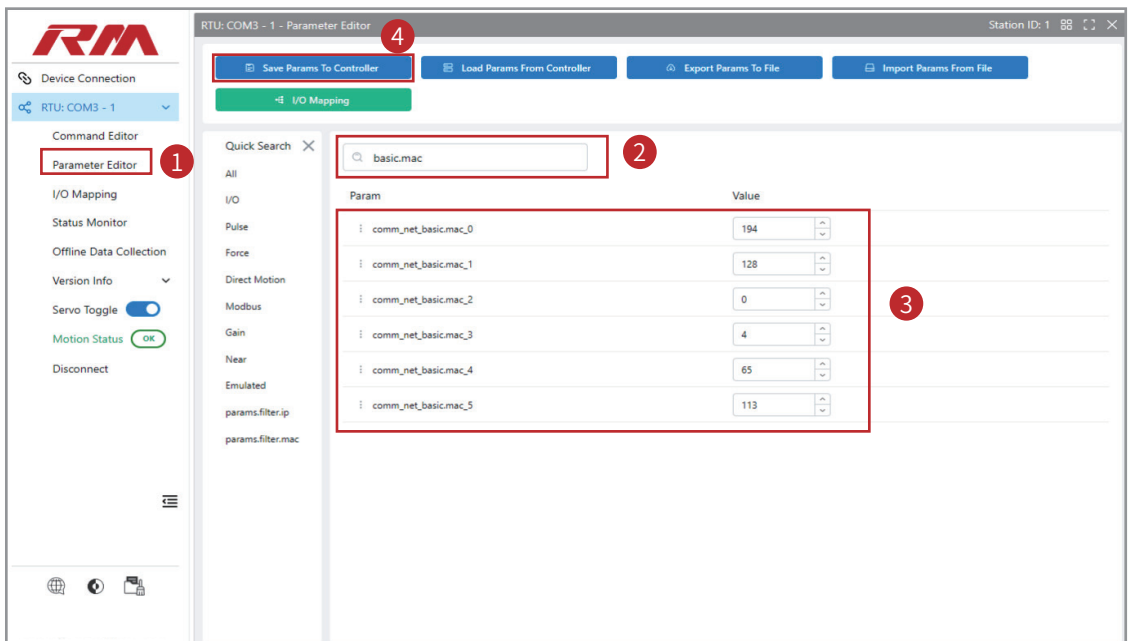 RM
Device Connection
RTU: COM3 - 1
Command Editor
Parameter Editor
1
I/O Mapping
Status Monitor
Offline Data Collection
Version Info
Servo Toggle
Motion Status OK
Disconnect
RTU: COM3 - 1 - Parameter Editor
Station ID: 1
4
Save Params To Controller
Load Params From Controller
Export Params To File
Import Params From File
I/O Mapping
Quick Search
All
I/O
Pulse
Force
Direct Motion
Modbus
Gain
Near
Emulated
params.filter.ip
params.filter.mac
basic.mac
2
Param Value
comm_net_basic.mac_0 194
comm_net_basic.mac_1 128
comm_net_basic.mac_2 0
comm_net_basic.mac_3 4
comm_net_basic.mac_4 65
comm_net_basic.mac_5 113
3